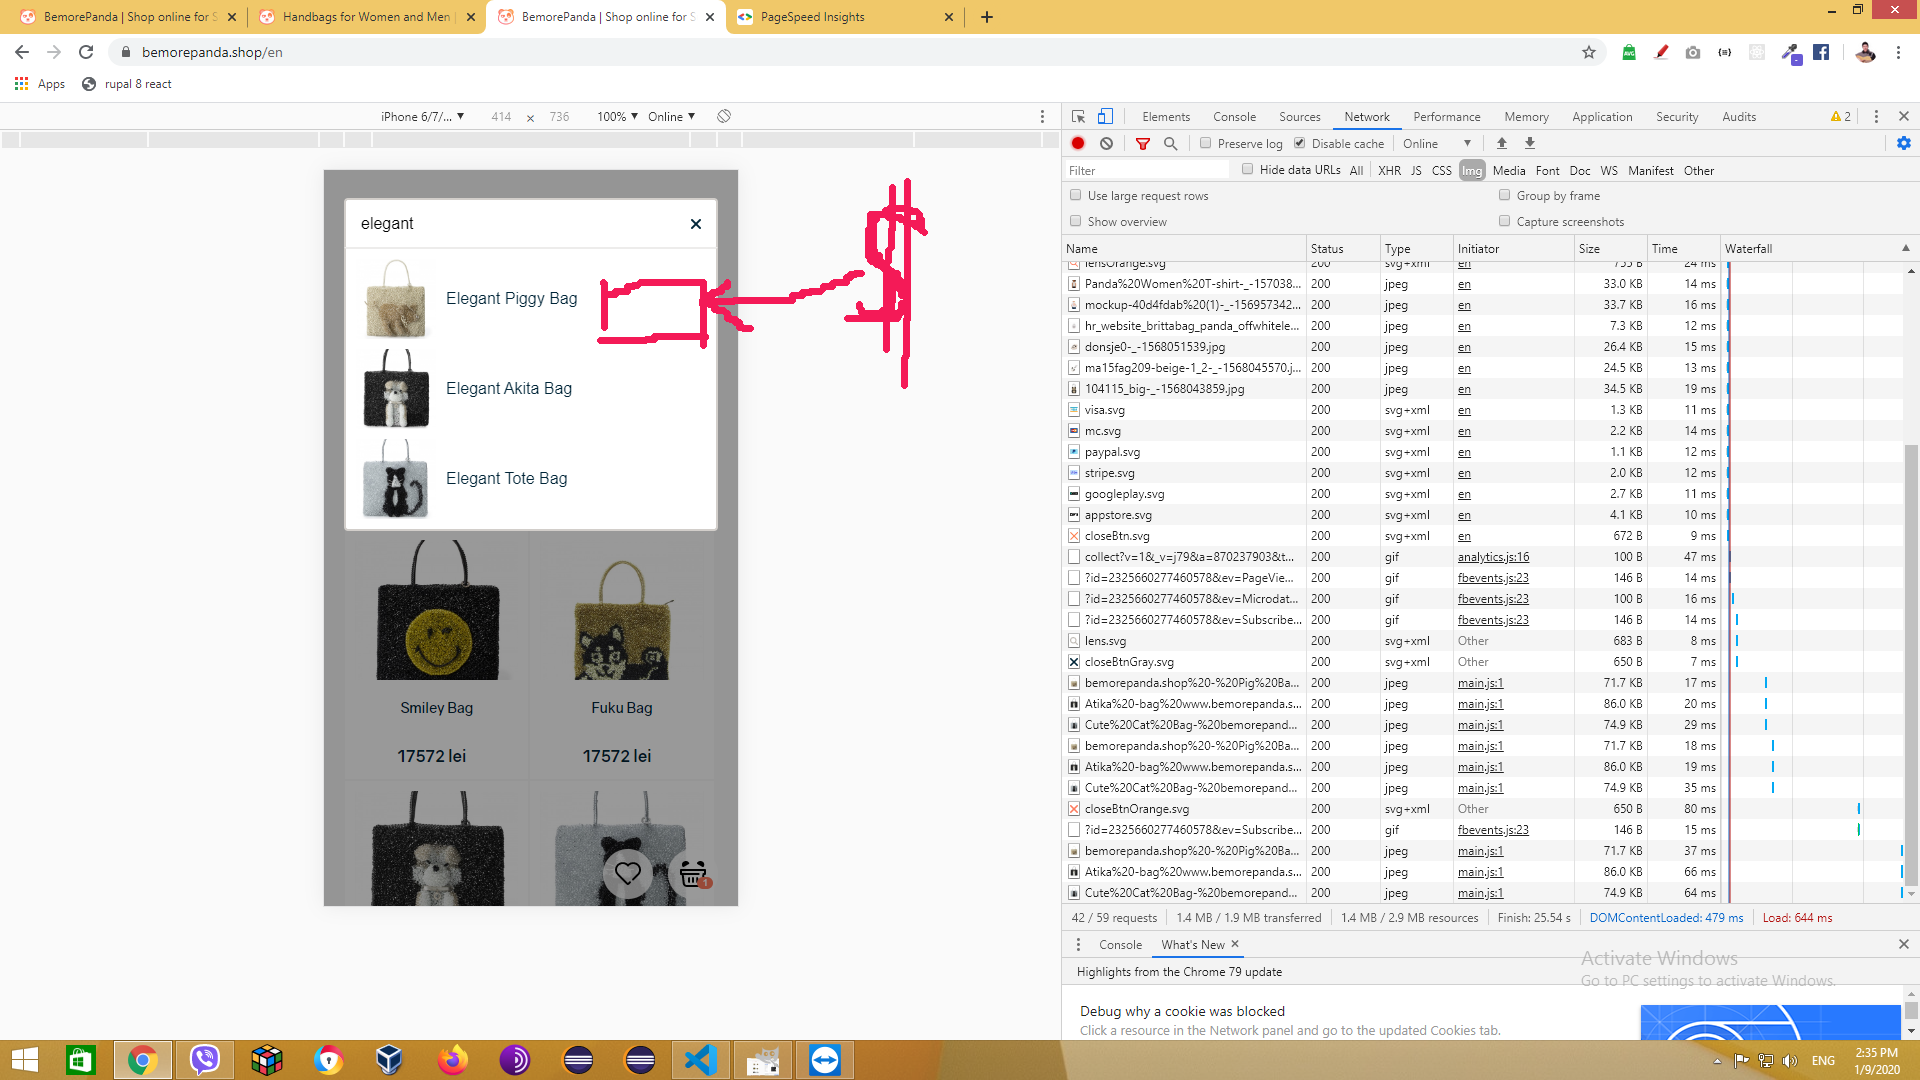 BemorePanda | Shop online for S
Handbags for Women and Men |
BemorePanda | Shop online for S
PageSpeed Insights
bemorepanda.shop/en
Apps
rupal 8 react
iPhone 6/7/... ▼ 414 × 736 100% ▼ Online ▼
Elements Console Sources Network Performance Memory Application Security Audits 2
Preserve log Disable cache Online ▼
Filter Hide data URLs All XHR JS CSS Img Media Font Doc WS Manifest Other
Use large request rows Group by frame
Show overview Capture screenshots
Name Status Type Initiator Size Time Waterfall
lensOrange.svg 200 svg+xml en 755 B 24 ms
Panda%20Women%20T-shirt-_-157038... 200 jpeg en 33.0 KB 14 ms
mockup-40d4fdab%20(1)-_-156957342... 200 jpeg en 33.7 KB 16 ms
hr_website_brittabag_panda_offwhitele... 200 jpeg en 7.3 KB 12 ms
donsje0-_-1568051539.jpg 200 jpeg en 26.4 KB 15 ms
ma15fag209-beige-1_2-_-1568045570.j... 200 jpeg en 24.5 KB 13 ms
104115_big-_-1568043859.jpg 200 jpeg en 34.5 KB 19 ms
visa.svg 200 svg+xml en 1.3 KB 11 ms
mc.svg 200 svg+xml en 2.2 KB 14 ms
paypal.svg 200 svg+xml en 1.1 KB 12 ms
stripe.svg 200 svg+xml en 2.0 KB 12 ms
googleplay.svg 200 svg+xml en 2.7 KB 11 ms
appstore.svg 200 svg+xml en 4.1 KB 10 ms
closeBtn.svg 200 svg+xml en 672 B 9 ms
collect?v=1&_v=j79&a=870237903&t... 200 gif analytics.js:16 100 B 47 ms
?id=2325660277460578&ev=PageVie... 200 gif fbevents.js:23 146 B 14 ms
?id=2325660277460578&ev=Microdat... 200 gif fbevents.js:23 100 B 16 ms
?id=2325660277460578&ev=Subscribe... 200 gif fbevents.js:23 146 B 14 ms
lens.svg 200 svg+xml Other 683 B 8 ms
closeBtnGray.svg 200 svg+xml Other 650 B 7 ms
bemorepanda.shop%20-%20Pig%20Ba... 200 jpeg main.js:1 71.7 KB 17 ms
Atika%20-bag%20www.bemorepanda.s... 200 jpeg main.js:1 86.0 KB 20 ms
Cute%20Cat%20Bag-%20bemorepand... 200 jpeg main.js:1 74.9 KB 29 ms
bemorepanda.shop%20-%20Pig%20Ba... 200 jpeg main.js:1 71.7 KB 18 ms
Atika%20-bag%20www.bemorepanda.s... 200 jpeg main.js:1 86.0 KB 19 ms
Cute%20Cat%20Bag-%20bemorepand... 200 jpeg main.js:1 74.9 KB 35 ms
closeBtnOrange.svg 200 svg+xml Other 650 B 80 ms
?id=2325660277460578&ev=Subscribe... 200 gif fbevents.js:23 146 B 15 ms
bemorepanda.shop%20-%20Pig%20Ba... 200 jpeg main.js:1 71.7 KB 37 ms
Atika%20-bag%20www.bemorepanda.s... 200 jpeg main.js:1 86.0 KB 66 ms
Cute%20Cat%20Bag-%20bemorepand... 200 jpeg main.js:1 74.9 KB 64 ms
42 / 59 requests 1.4 MB / 1.9 MB transferred 1.4 MB / 2.9 MB resources Finish: 25.54 s DOMContentLoaded: 479 ms Load: 644 ms
Console What's New ×
Highlights from the Chrome 79 update
Debug why a cookie was blocked
Click a resource in the Network panel and go to the updated Cookies tab.
Activate Windows
Go to PC settings to activate Windows.
elegant
Elegant Piggy Bag
$
Elegant Akita Bag
Elegant Tote Bag
Smiley Bag Fuku Bag
17572 lei 17572 lei
1
ENG
2:35 PM
1/9/2020